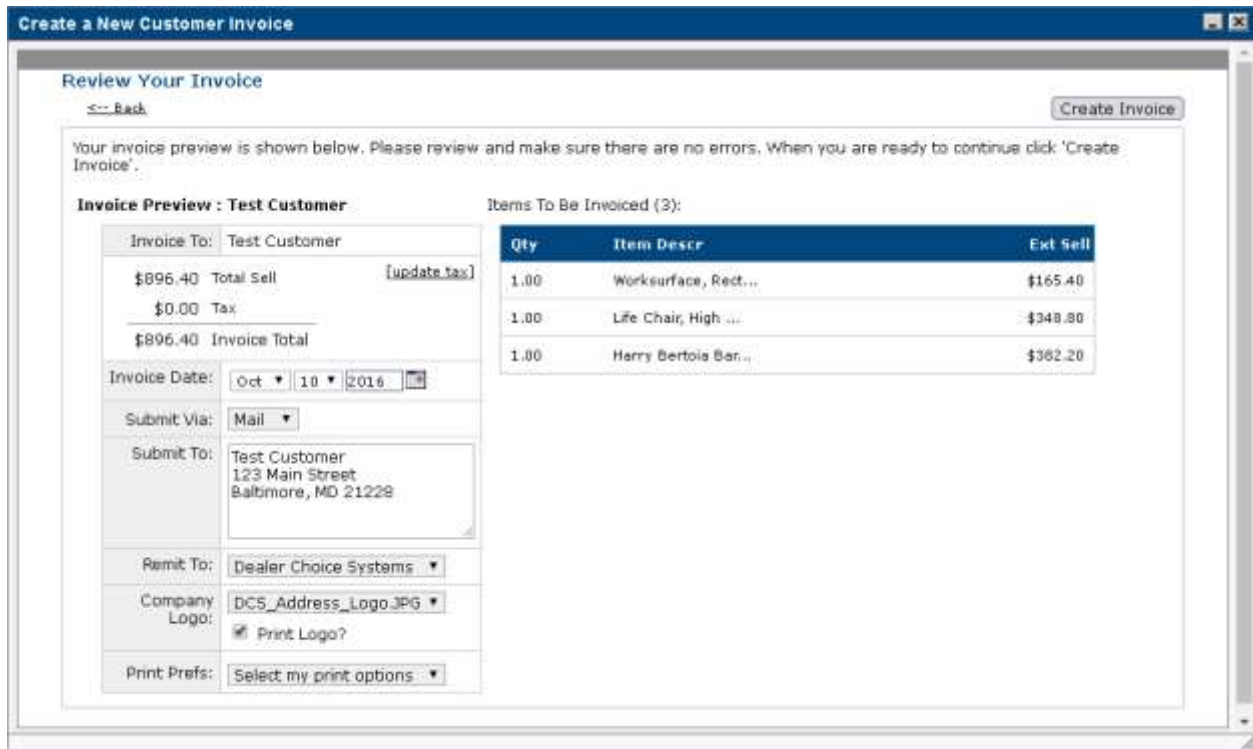 Create a New Customer Invoice
Review Your Invoice
<-- Back
Create Invoice
Your invoice preview is shown below. Please review and make sure there are no errors. When you are ready to continue click 'Create
Invoice'.
Invoice Preview : Test Customer
Invoice To: Test Customer
$896.40 Total Sell [update tax]
$0.00 Tax
$896.40 Invoice Total
Invoice Date: Oct 10 2016
Submit Via: Mail
Submit To: Test Customer
123 Main Street
Baltimore, MD 21228
Remit To: Dealer Choice Systems
Company DCS_Address_Logo.JPG
Logo:
Print Logo?
Print Prefs: Select my print options
Items To Be Invoiced (3):
Qty Item Descr Ext Sell
1.00 Worksurface, Rect... $165.40
1.00 Life Chair, High ... $348.80
1.00 Harry Bertoia Bar... $382.20